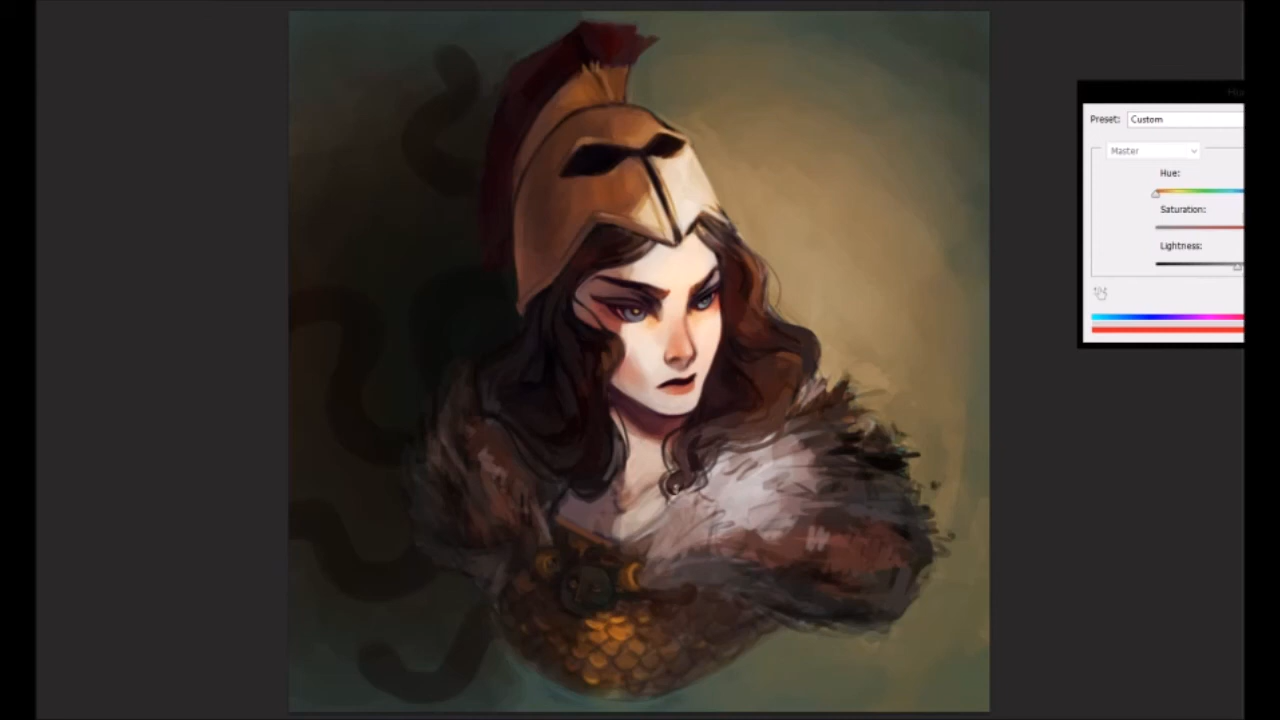 Preset: Custom
Master
Hue:
Saturation:
Lightness: